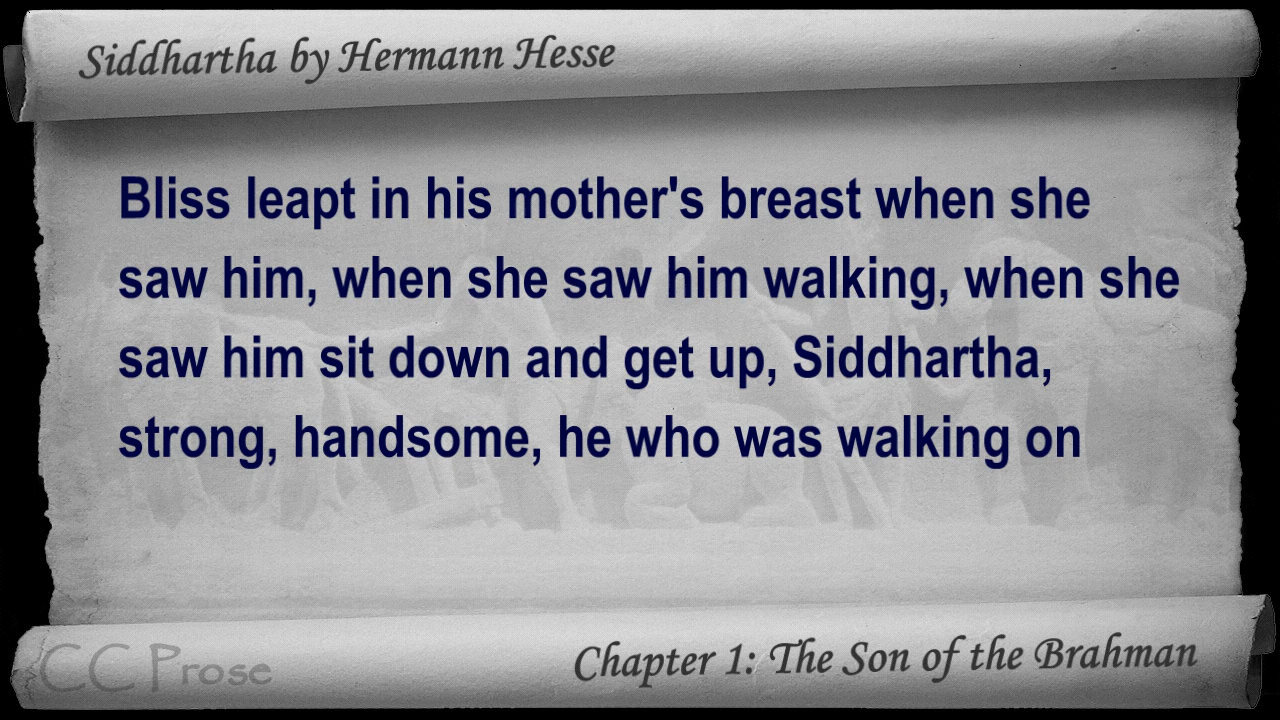 Siddhartha by Hermann Hesse
Bliss leapt in his mother's breast when she
saw him, when she saw him walking, when she
saw him sit down and get up, Siddhartha,
strong, handsome, he who was walking on
CC Prose
Chapter 1: The Son of the Brahman